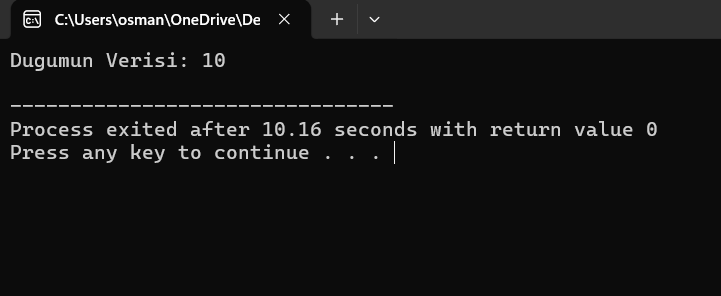 C:\Users\osman\OneDrive\De
Dugumun Verisi: 10
--------------------------------
Process exited after 10.16 seconds with return value 0
Press any key to continue . . .